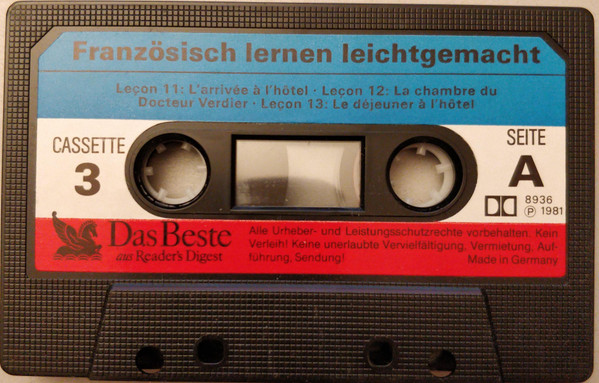 Französisch lernen leichtgemacht
Leçon 11: L'arrivée à l'hôtel · Leçon 12: La chambre du
Docteur Verdier · Leçon 13: Le déjeuner à l'hôtel
CASSETTE
3
SEITE
A
8936
℗ 1981
Das Beste
aus Reader's Digest
Alle Urheber- und Leistungsschutzrechte vorbehalten. Kein
Verleih! Keine unerlaubte Vervielfältigung, Vermietung, Auf-
führung, Sendung!
Made in Germany